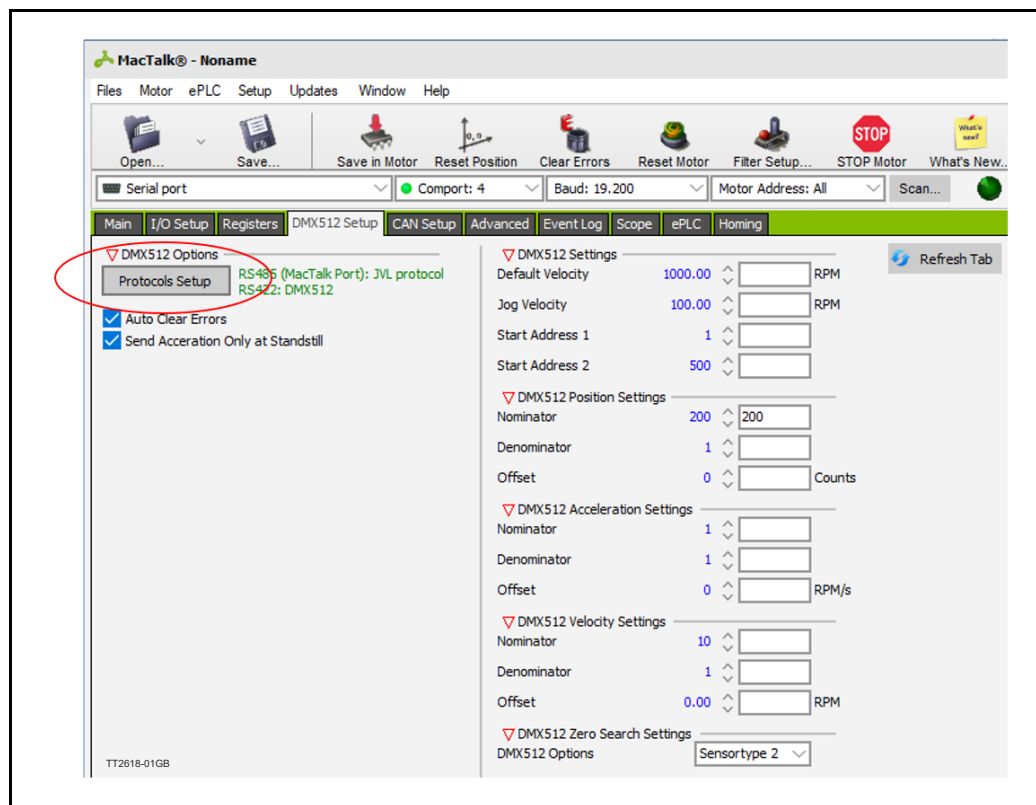 MacTalk® - Noname
Files Motor ePLC Setup Updates Window Help
0,0
E
STOP
What's new?
Open... Save... Save in Motor Reset Position Clear Errors Reset Motor Filter Setup... STOP Motor What's New..
Serial port Comport: 4 Baud: 19.200 Motor Address: All Scan...
Main I/O Setup Registers DMX512 Setup CAN Setup Advanced Event Log Scope ePLC Homing
DMX512 Options
Protocols Setup
RS485 (MacTalk Port): JVL protocol
RS422: DMX512
Auto Clear Errors
Send Acceration Only at Standstill
DMX512 Settings
Default Velocity 1000.00 RPM
Jog Velocity 100.00 RPM
Start Address 1 1
Start Address 2 500
DMX512 Position Settings
Nominator 200 200
Denominator 1
Offset 0 Counts
DMX512 Acceleration Settings
Nominator 1
Denominator 1
Offset 0 RPM/s
DMX512 Velocity Settings
Nominator 10
Denominator 1
Offset 0.00 RPM
DMX512 Zero Search Settings
DMX512 Options Sensortype 2
Refresh Tab
TT2618-01GB